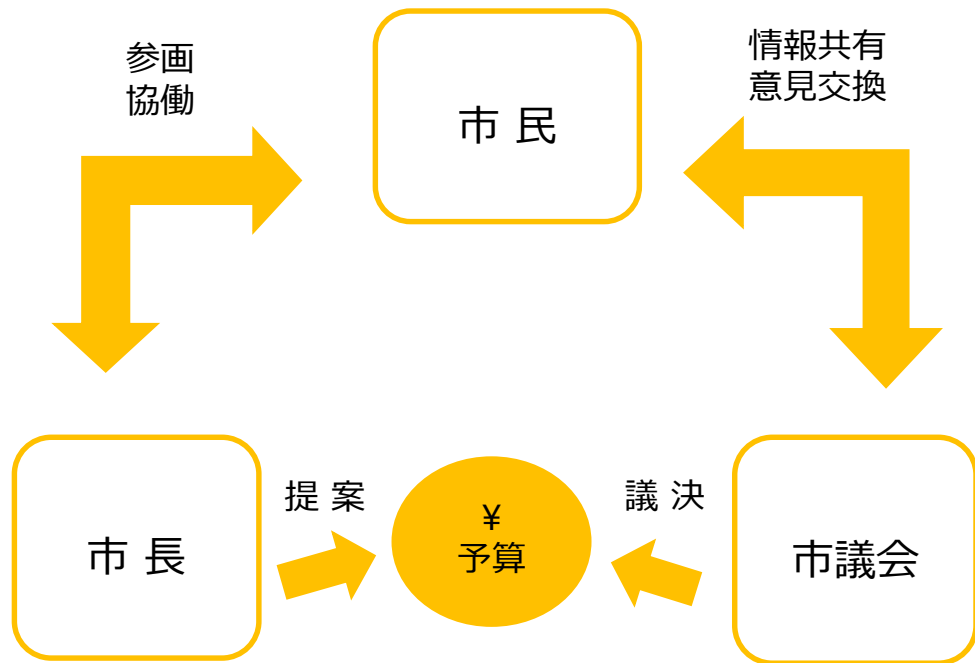 参画
協働
市 民
情報共有
意見交換
市 長
提 案
¥
予算
議 決
市議会